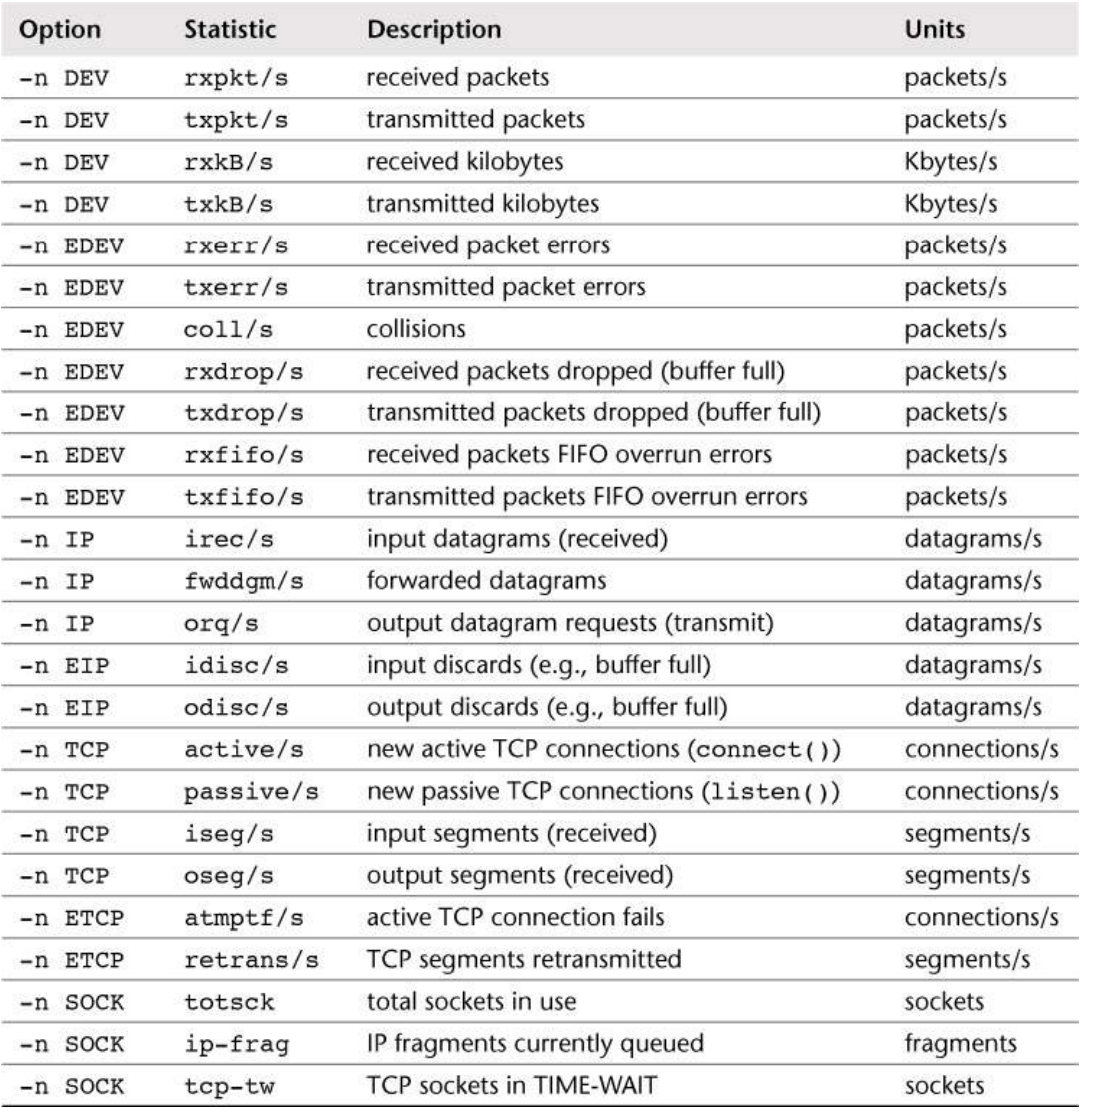 Option Statistic Description Units
-n DEV rxpkt/s received packets packets/s
-n DEV txpkt/s transmitted packets packets/s
-n DEV rxkB/s received kilobytes Kbytes/s
-n DEV txkB/s transmitted kilobytes Kbytes/s
-n EDEV rxerr/s received packet errors packets/s
-n EDEV txerr/s transmitted packet errors packets/s
-n EDEV coll/s collisions packets/s
-n EDEV rxdrop/s received packets dropped (buffer full) packets/s
-n EDEV txdrop/s transmitted packets dropped (buffer full) packets/s
-n EDEV rxfifo/s received packets FIFO overrun errors packets/s
-n EDEV txfifo/s transmitted packets FIFO overrun errors packets/s
-n IP irec/s input datagrams (received) datagrams/s
-n IP fwddgm/s forwarded datagrams datagrams/s
-n IP orq/s output datagram requests (transmit) datagrams/s
-n EIP idisc/s input discards (e.g., buffer full) datagrams/s
-n EIP odisc/s output discards (e.g., buffer full) datagrams/s
-n TCP active/s new active TCP connections (connect()) connections/s
-n TCP passive/s new passive TCP connections (listen()) connections/s
-n TCP iseg/s input segments (received) segments/s
-n TCP oseg/s output segments (received) segments/s
-n ETCP atmptf/s active TCP connection fails connections/s
-n ETCP retrans/s TCP segments retransmitted segments/s
-n SOCK totsck total sockets in use sockets
-n SOCK ip-frag IP fragments currently queued fragments
-n SOCK tcp-tw TCP sockets in TIME-WAIT sockets